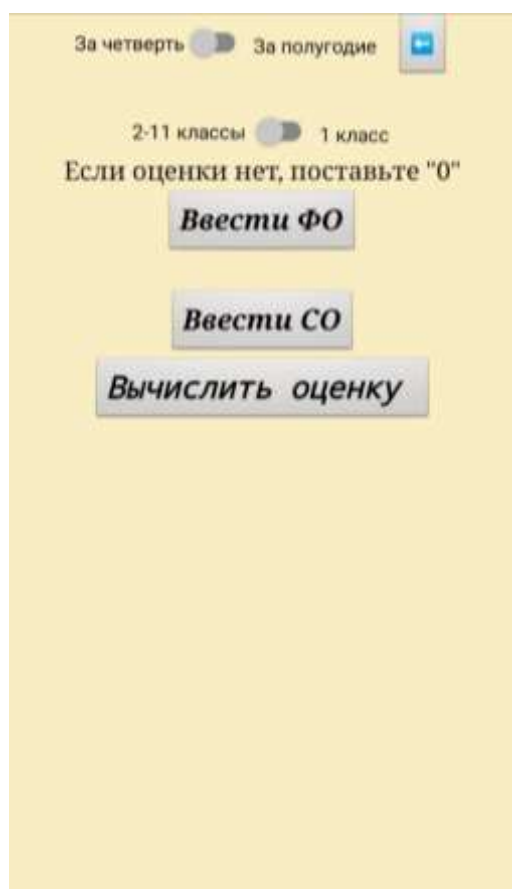 За четверть За полугодие
2-11 классы 1 класс
Если оценки нет, поставьте "0"
Ввести ФО
Ввести СО
Вычислить оценку